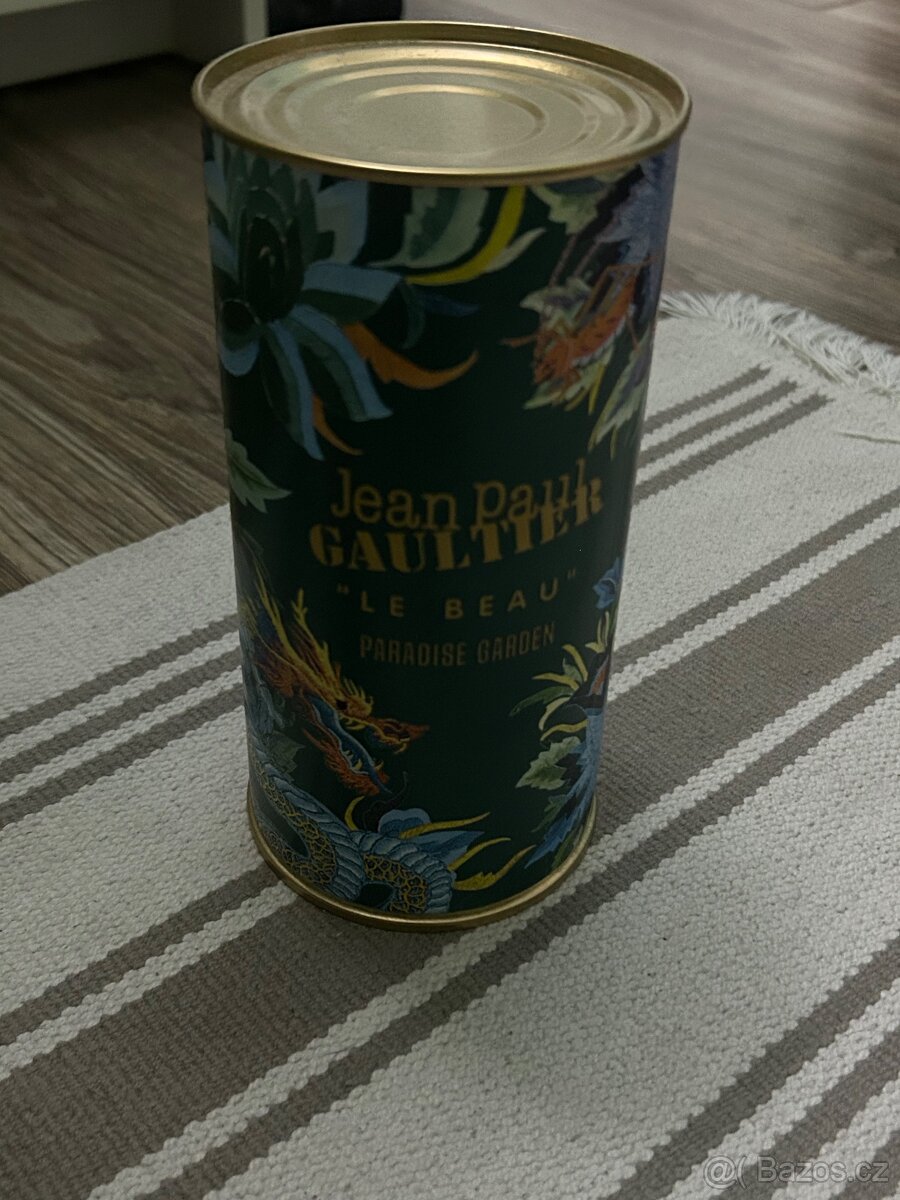 Jean Paul
GAULTIER
"LE BEAU"
PARADISE GARDEN
@( Bazos.cz